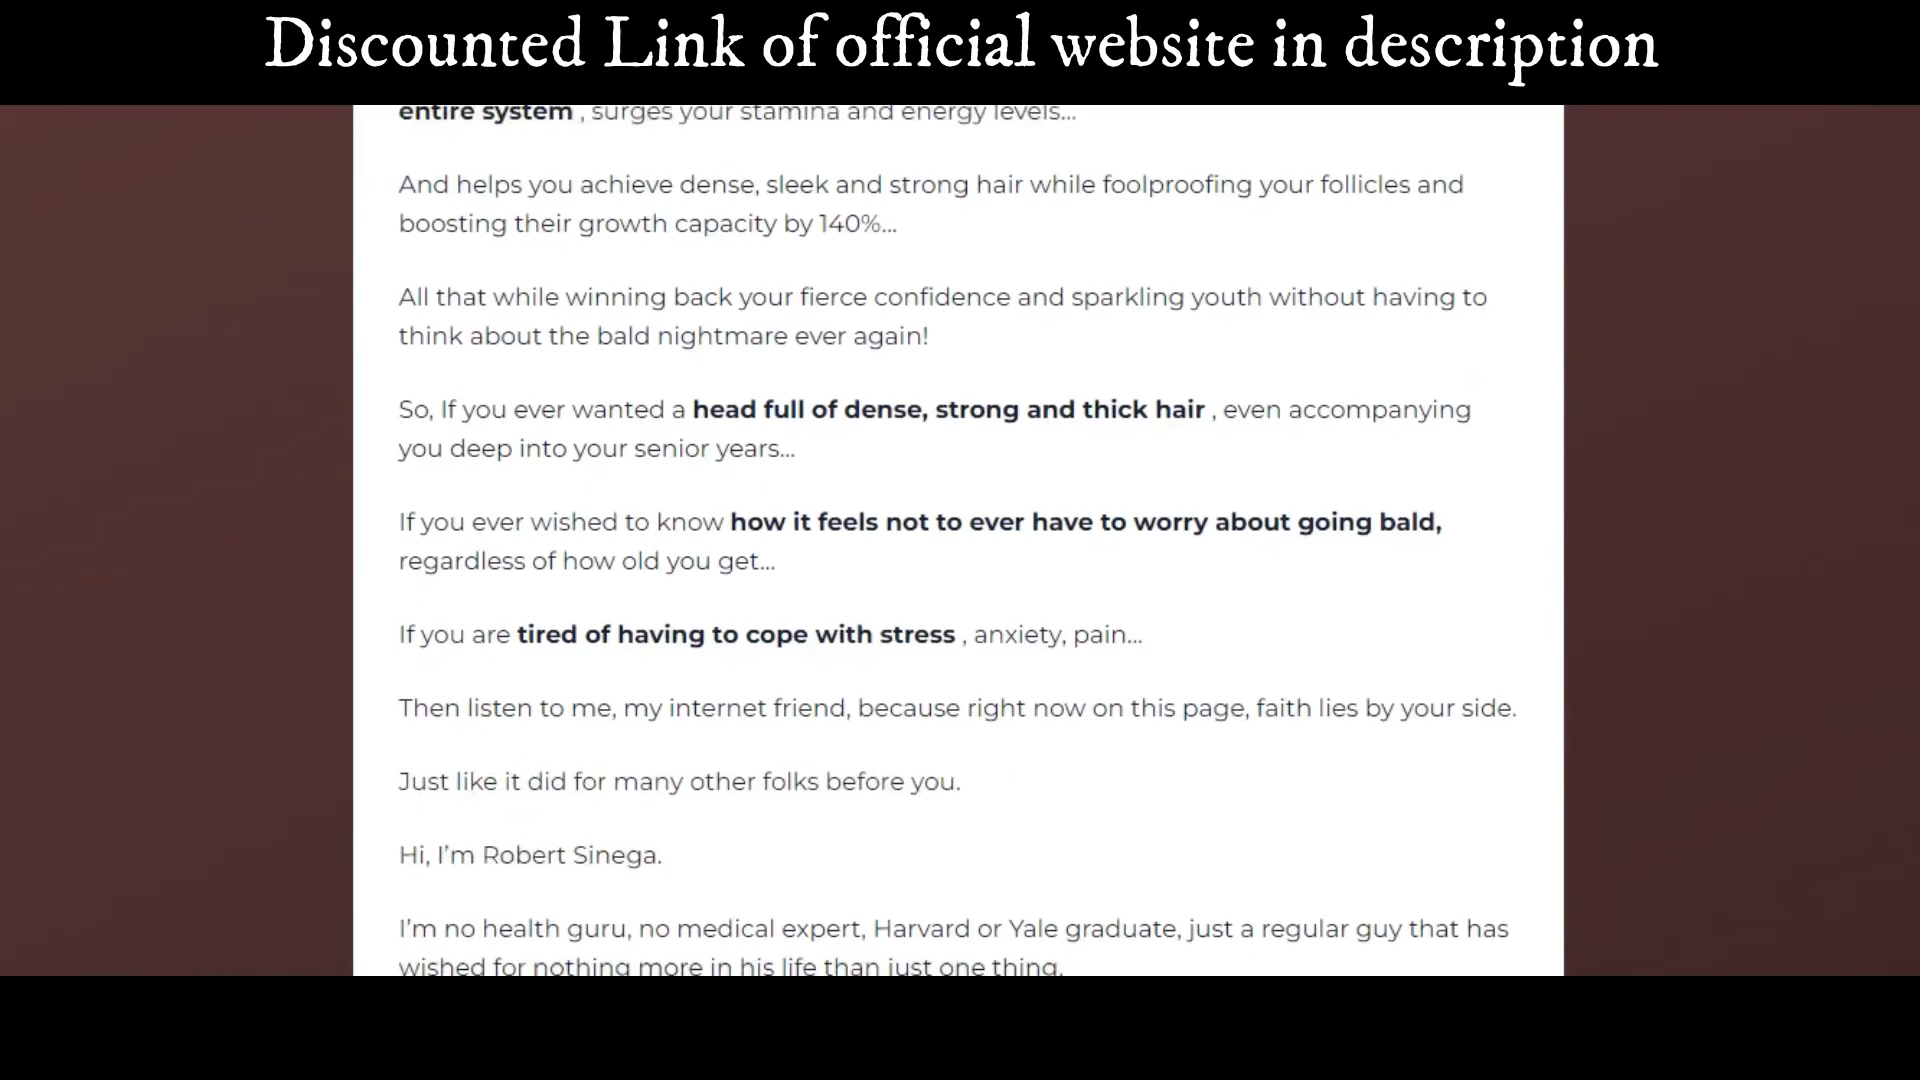 Discounted Link of official website in description
entire system , surges your stamina and energy levels...
And helps you achieve dense, sleek and strong hair while foolproofing your follicles and
boosting their growth capacity by 140%...
All that while winning back your fierce confidence and sparkling youth without having to
think about the bald nightmare ever again!
So, If you ever wanted a head full of dense, strong and thick hair , even accompanying
you deep into your senior years...
If you ever wished to know how it feels not to ever have to worry about going bald,
regardless of how old you get...
If you are tired of having to cope with stress , anxiety, pain...
Then listen to me, my internet friend, because right now on this page, faith lies by your side.
Just like it did for many other folks before you.
Hi, I’m Robert Sinega.
I’m no health guru, no medical expert, Harvard or Yale graduate, just a regular guy that has
wished for nothing more in his life than just one thing.